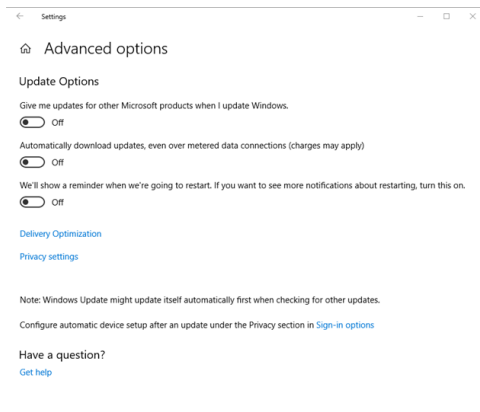 Settings
Advanced options
Update Options
Give me updates for other Microsoft products when I update Windows.
Off
Automatically download updates, even over metered data connections (charges may apply)
Off
We'll show a reminder when we're going to restart. If you want to see more notifications about restarting, turn this on.
Off
Delivery Optimization
Privacy settings
Note: Windows Update might update itself automatically first when checking for other updates.
Configure automatic device setup after an update under the Privacy section in Sign-in options
Have a question?
Get help